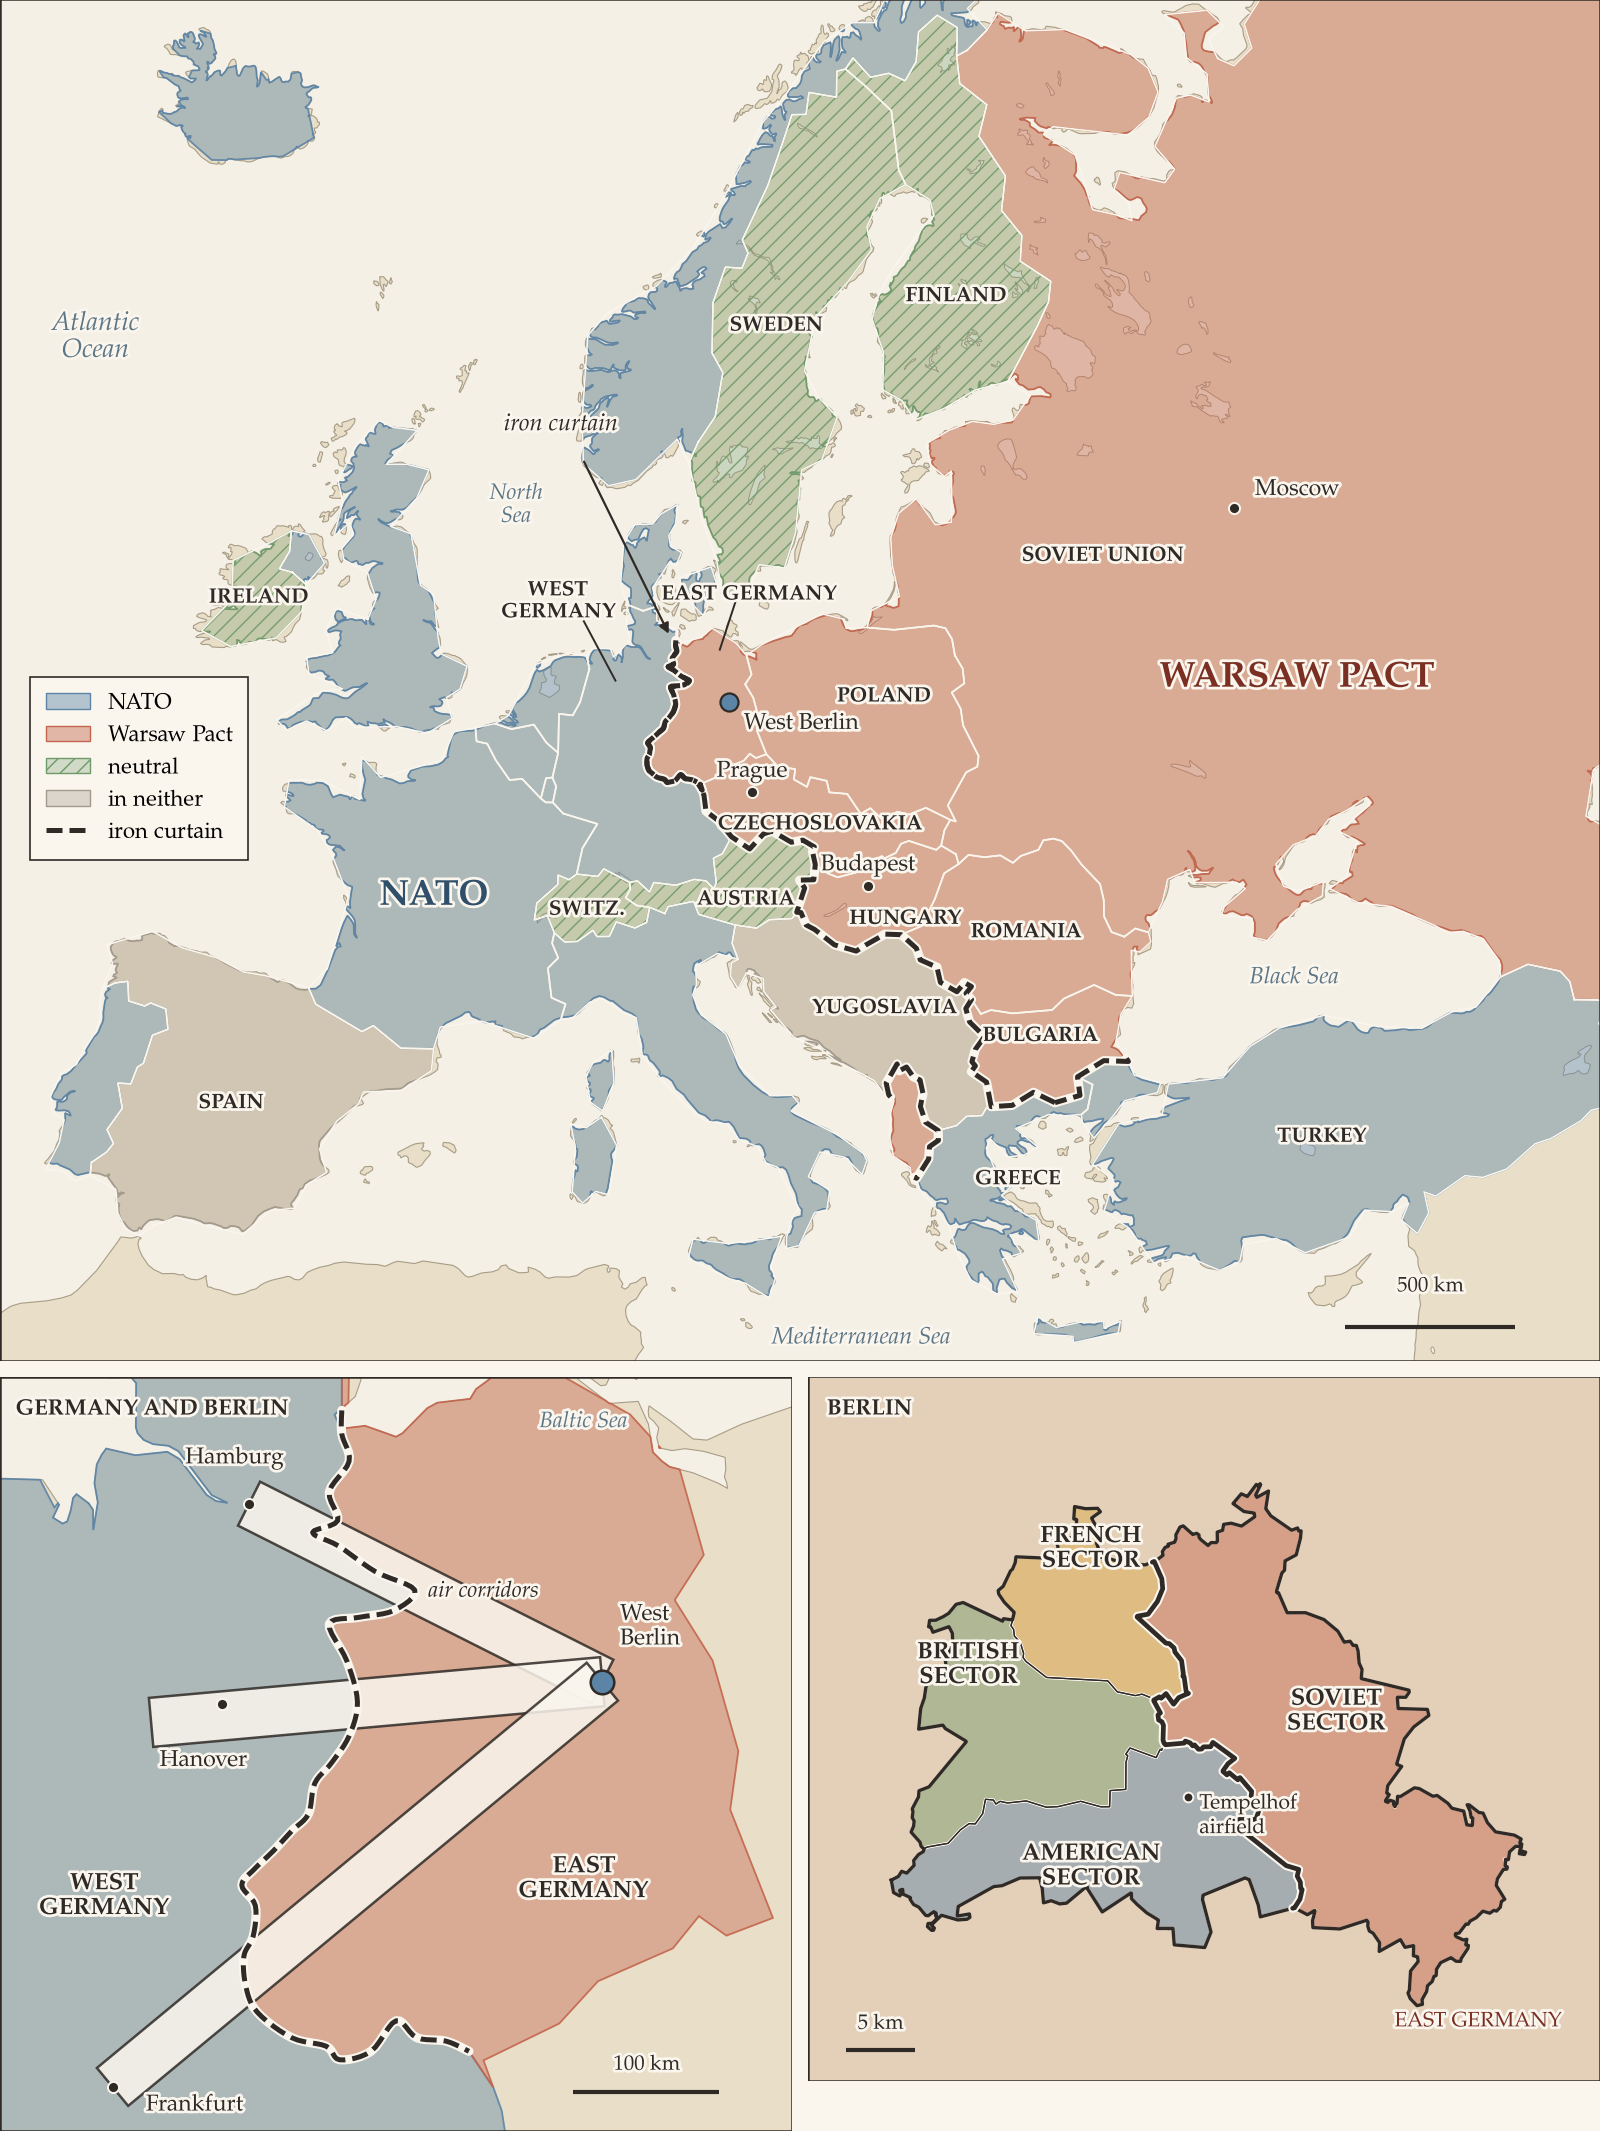 Atlantic
Ocean
FINLAND
SWEDEN
iron curtain
North
Sea
Moscow
SOVIET UNION
IRELAND
WEST
GERMANY
EAST GERMANY
WARSAW PACT
POLAND
West Berlin
NATO
Warsaw Pact
neutral
in neither
iron curtain
Prague
CZECHOSLOVAKIA
Budapest
NATO
SWITZ.
AUSTRIA
HUNGARY
ROMANIA
Black Sea
YUGOSLAVIA
BULGARIA
SPAIN
TURKEY
GREECE
500 km
Mediterranean Sea
GERMANY AND BERLIN
Baltic Sea
Hamburg
air corridors
West
Berlin
Hanover
WEST
GERMANY
EAST
GERMANY
100 km
Frankfurt
BERLIN
FRENCH
SECTOR
BRITISH
SECTOR
SOVIET
SECTOR
Tempelhof
airfield
AMERICAN
SECTOR
5 km
EAST GERMANY